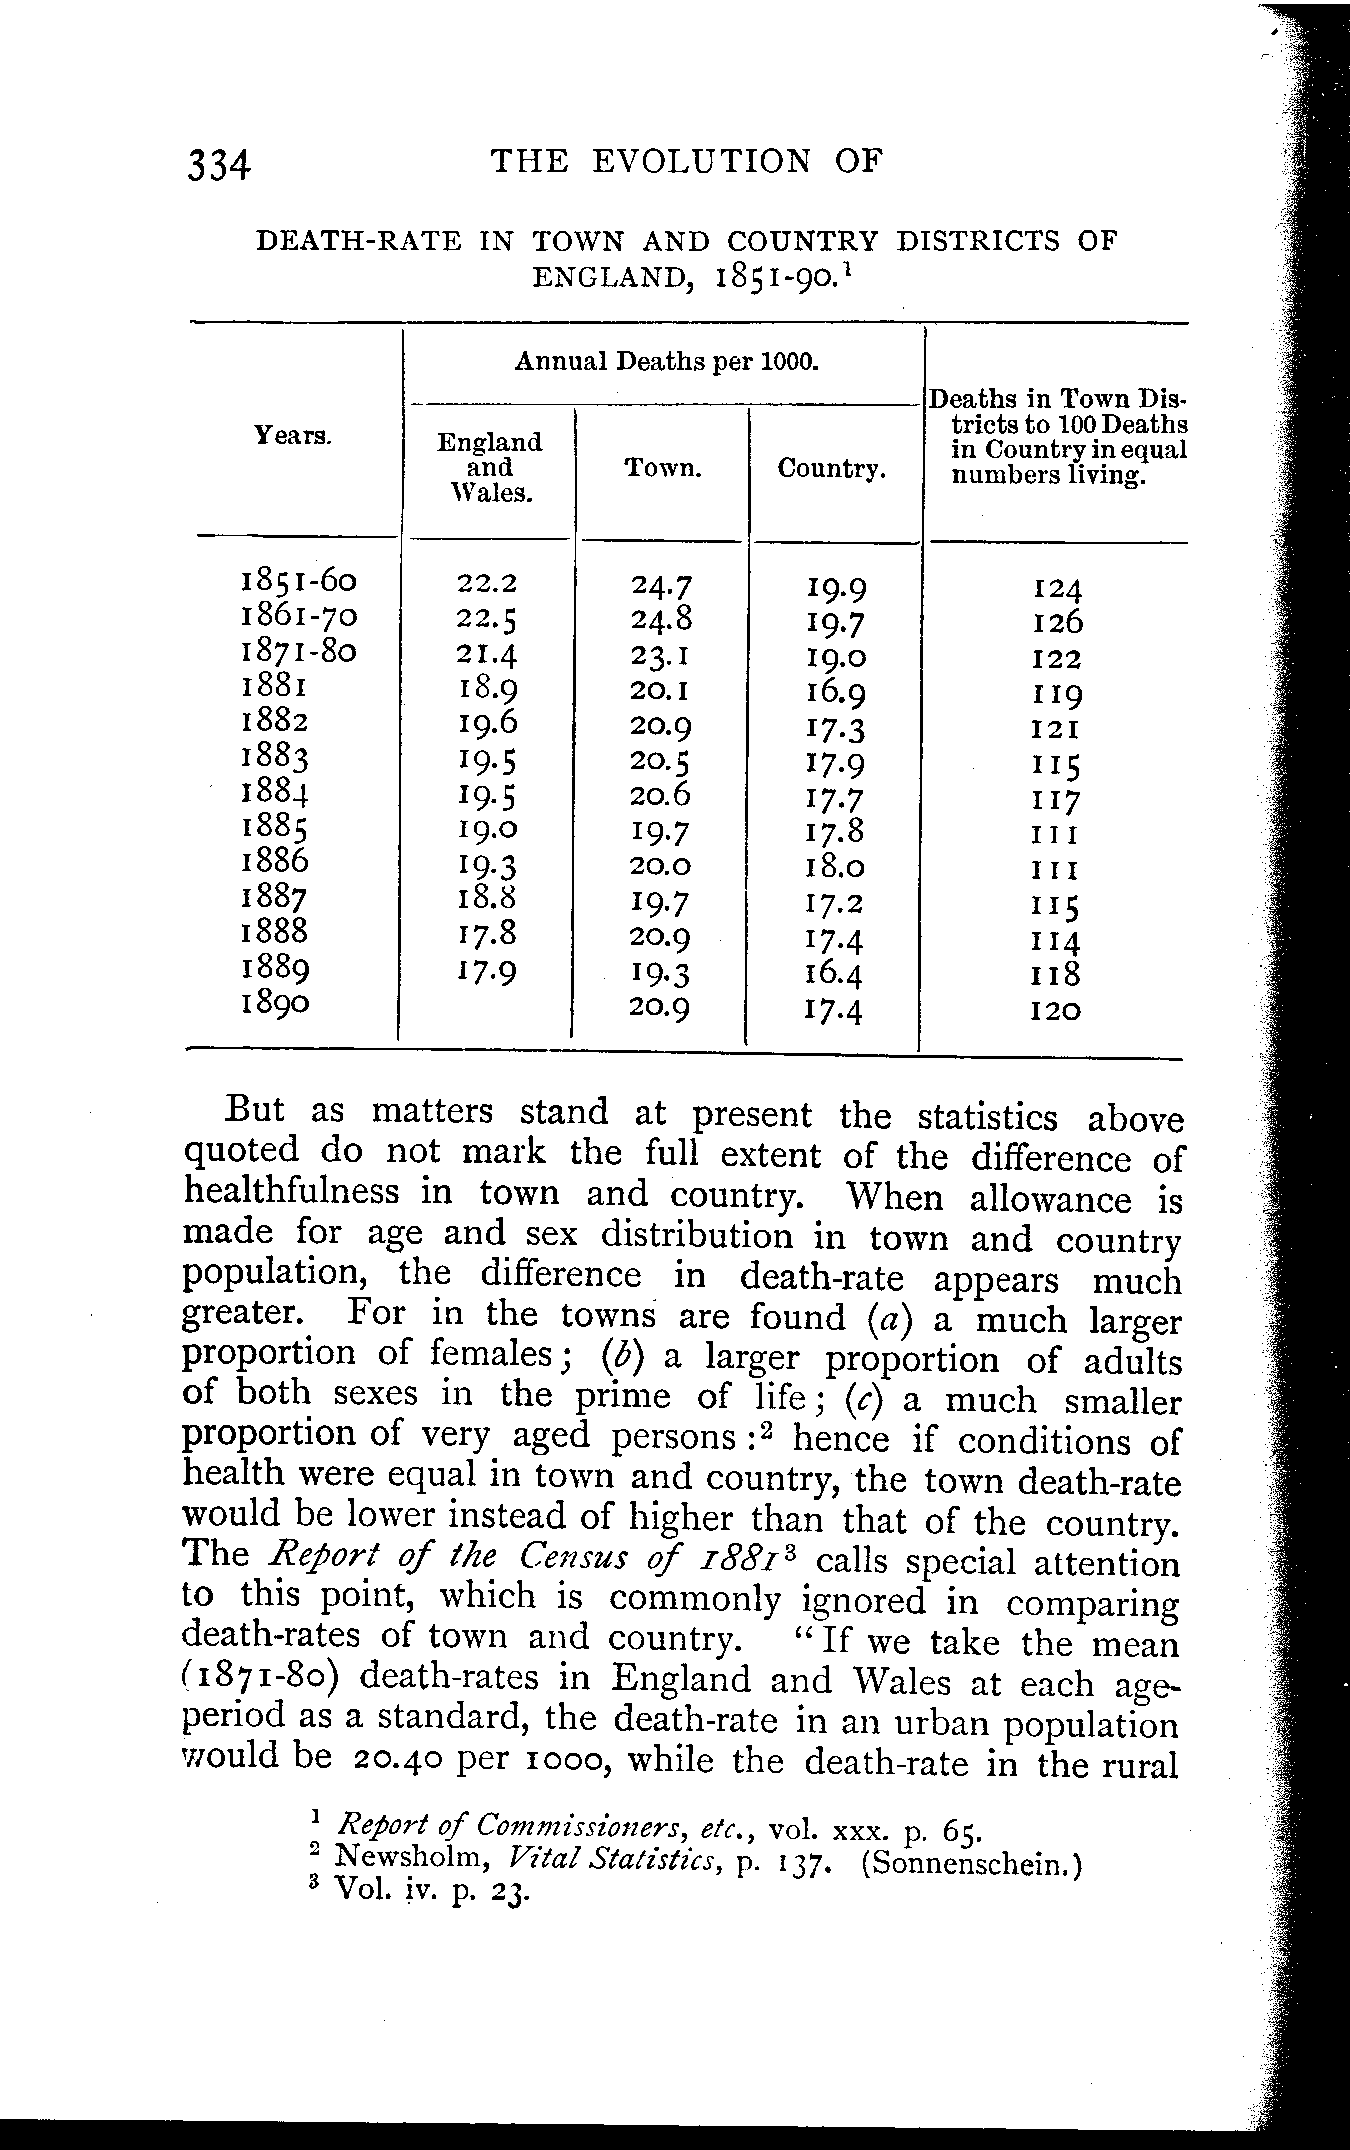 334 THE EVOLUTION OF
DEATH-RATE IN TOWN AND COUNTRY DISTRICTS OF
ENGLAND, 1851-90.¹
Years. Annual Deaths per 1000. Deaths in Town Dis-
tricts to 100 Deaths
in Country in equal
numbers living.
England
and
Wales. Town. Country.
1851-60 22.2 24.7 19.9 124
1861-70 22.5 24.8 19.7 126
1871-80 21.4 23.1 19.0 122
1881 18.9 20.1 16.9 119
1882 19.6 20.9 17.3 121
1883 19.5 20.5 17.9 115
1884 19.5 20.6 17.7 117
1885 19.0 19.7 17.8 111
1886 19.3 20.0 18.0 111
1887 18.8 19.7 17.2 115
1888 17.8 20.9 17.4 114
1889 17.9 19.3 16.4 118
1890 20.9 17.4 120
But as matters stand at present the statistics above
quoted do not mark the full extent of the difference of
healthfulness in town and country. When allowance is
made for age and sex distribution in town and country
population, the difference in death-rate appears much
greater. For in the towns are found (a) a much larger
proportion of females; (b) a larger proportion of adults
of both sexes in the prime of life; (c) a much smaller
proportion of very aged persons :² hence if conditions of
health were equal in town and country, the town death-rate
would be lower instead of higher than that of the country.
The Report of the Census of 1881³ calls special attention
to this point, which is commonly ignored in comparing
death-rates of town and country. "If we take the mean
(1871-80) death-rates in England and Wales at each age-
period as a standard, the death-rate in an urban population
would be 20.40 per 1000, while the death-rate in the rural
¹ Report of Commissioners, etc., vol. xxx. p. 65.
² Newsholm, Vital Statistics, p. 137. (Sonnenschein.)
³ Vol. iv. p. 23.